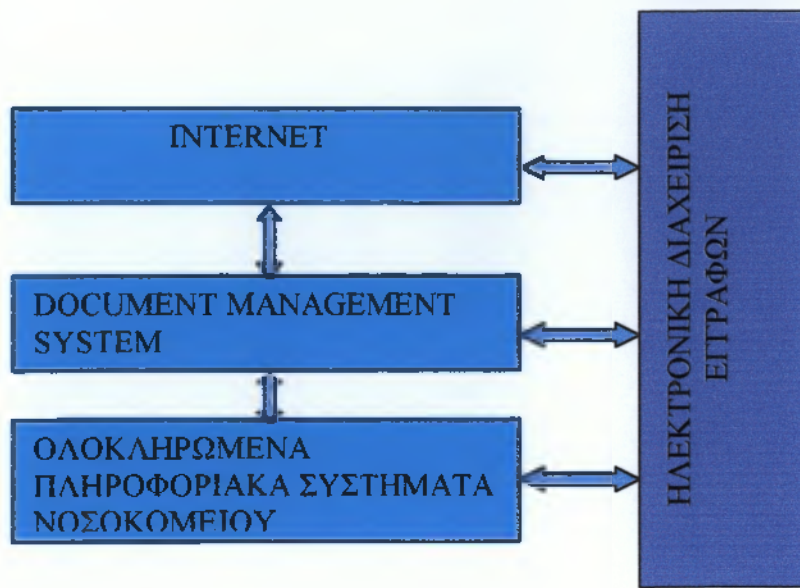 INTERNET
DOCUMENT MANAGEMENT
SYSTEM
ΟΛΟΚΛΗΡΩΜΕΝΑ
ΠΛΗΡΟΦΟΡΙΑΚΑ ΣΥΣΤΗΜΑΤΑ
ΝΟΣΟΚΟΜΕΙΟΥ
ΗΛΕΚΤΡΟΝΙΚΗ ΔΙΑΧΕΙΡΙΣΗ
ΕΓΓΡΑΦΩΝ